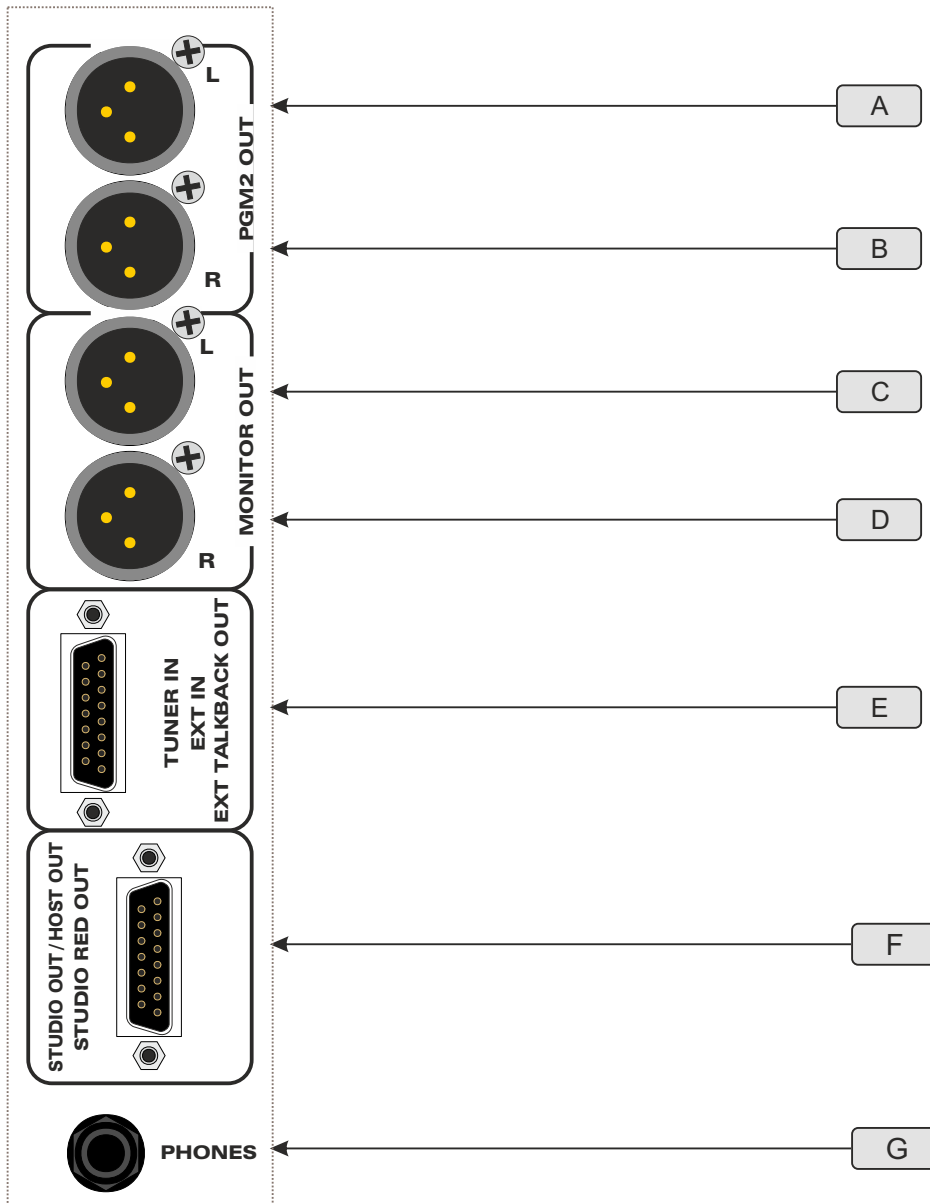 L
PGM2 OUT
R
A
B
L
MONITOR OUT
R
C
D
TUNER IN
EXT IN
EXT TALKBACK OUT
E
STUDIO OUT/HOST OUT
STUDIO RED OUT
F
PHONES
G